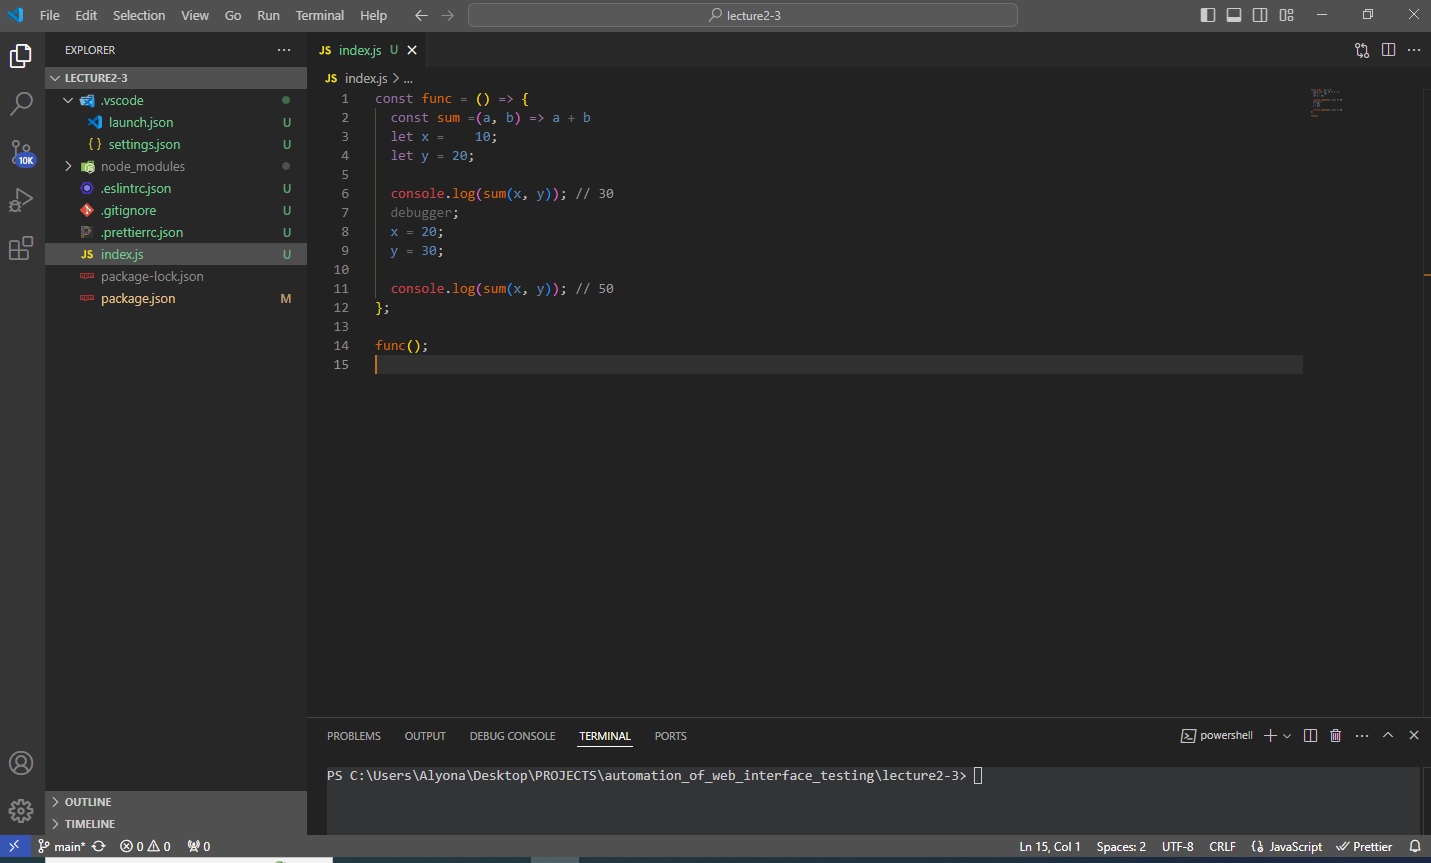 File Edit Selection View Go Run Terminal Help lecture2-3
EXPLORER
LECTURE2-3
.vscode
launch.json U
settings.json U
node_modules
.eslintrc.json U
.gitignore U
.prettierrc.json U
JS index.js U
package-lock.json
package.json M
OUTLINE
TIMELINE
10K
JS index.js U
JS index.js > ...
1 const func = () => {
2   const sum =(a, b) => a + b
3   let x =    10;
4   let y = 20;
5
6   console.log(sum(x, y)); // 30
7   debugger;
8   x = 20;
9   y = 30;
10
11   console.log(sum(x, y)); // 50
12 };
13
14 func();
15
PROBLEMS OUTPUT DEBUG CONSOLE TERMINAL PORTS powershell
PS C:\Users\Alyona\Desktop\PROJECTS\automation_of_web_interface_testing\lecture2-3>
main* 0 0 0 Ln 15, Col 1 Spaces: 2 UTF-8 CRLF JavaScript Prettier